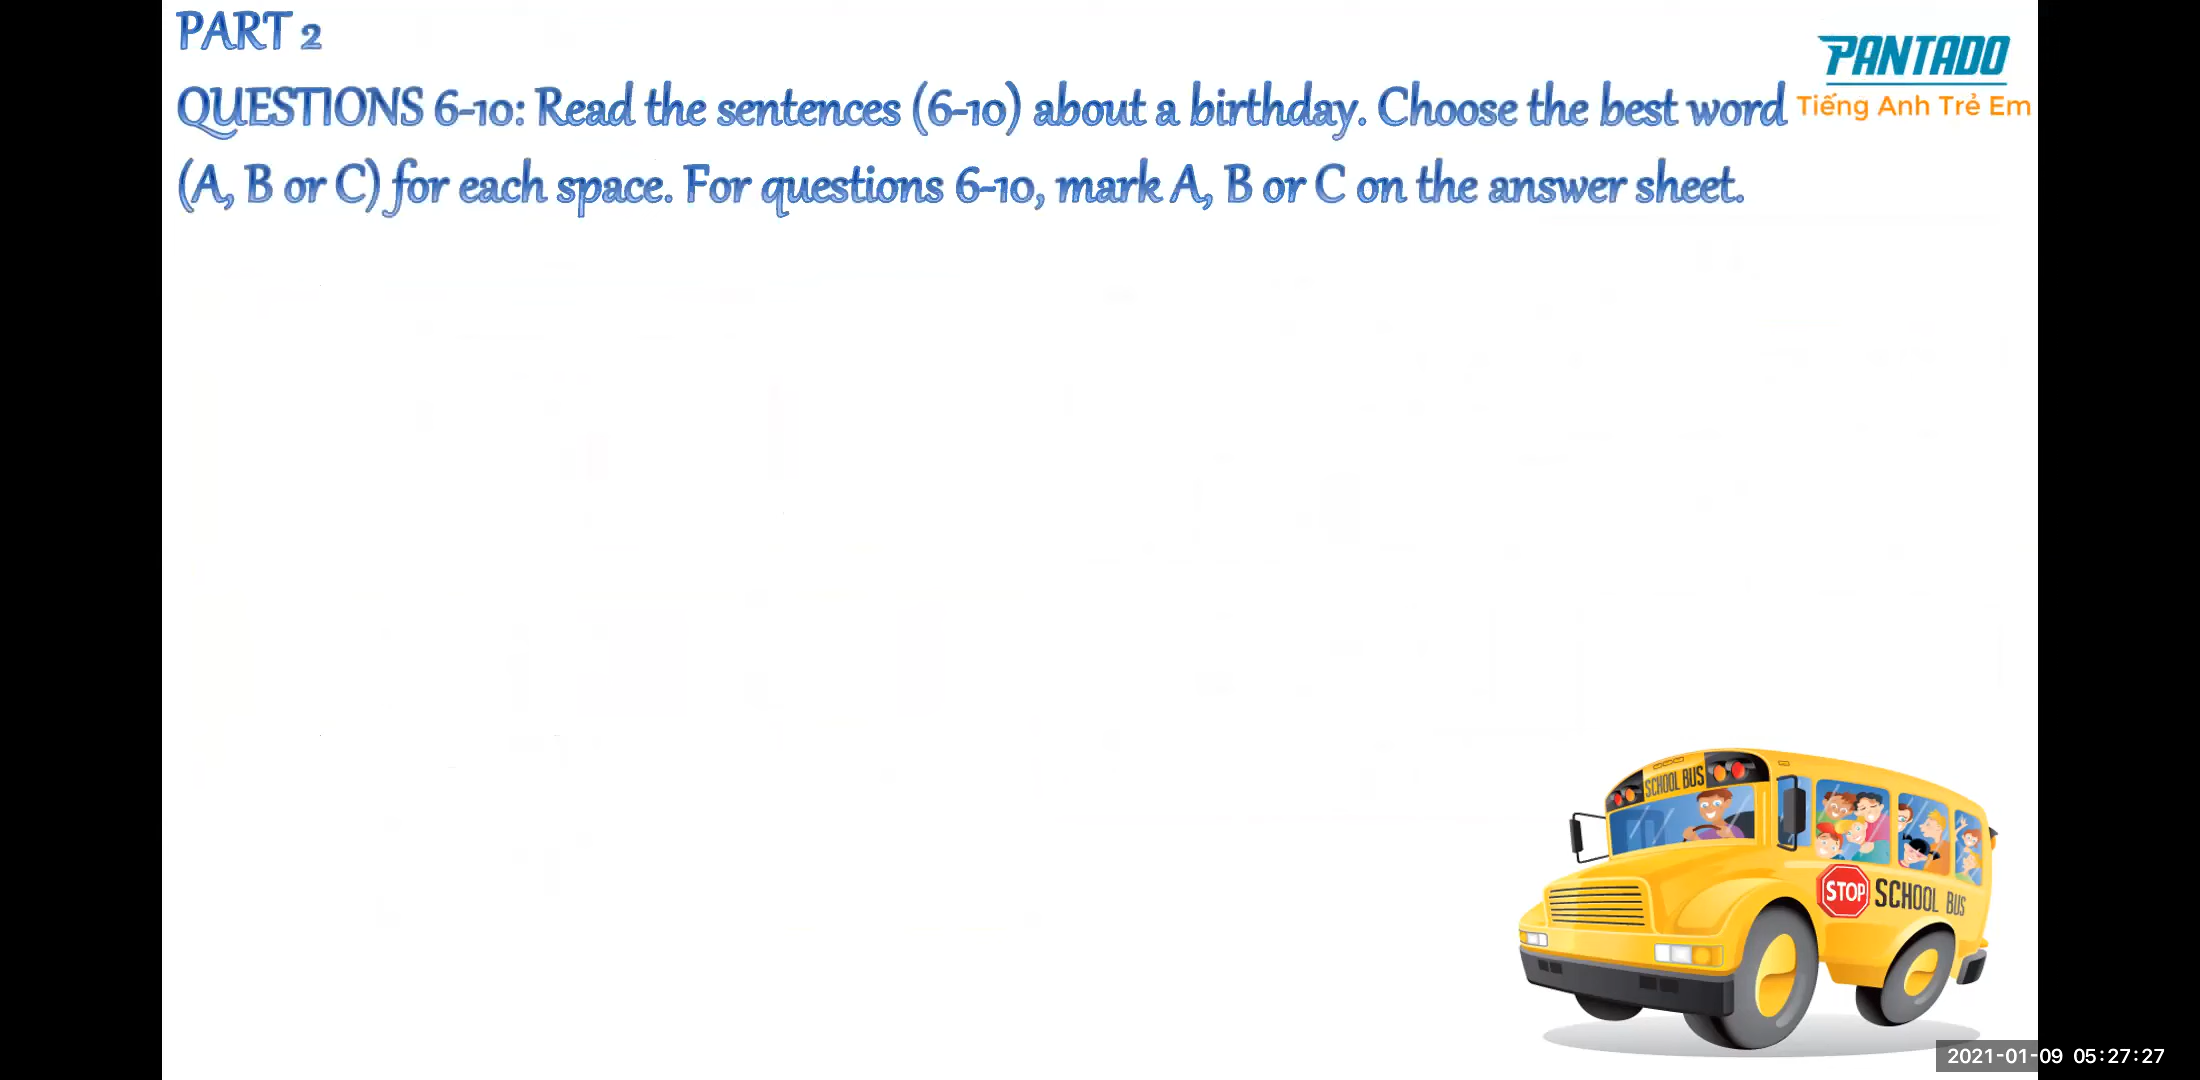 PART 2
PANTADO
Tiếng Anh Trẻ Em
QUESTIONS 6-10: Read the sentences (6-10) about a birthday. Choose the best word
(A, B or C) for each space. For questions 6-10, mark A, B or C on the answer sheet.
SCHOOL BUS
STOP
SCHOOL BUS
2021-01-09 05:27:27